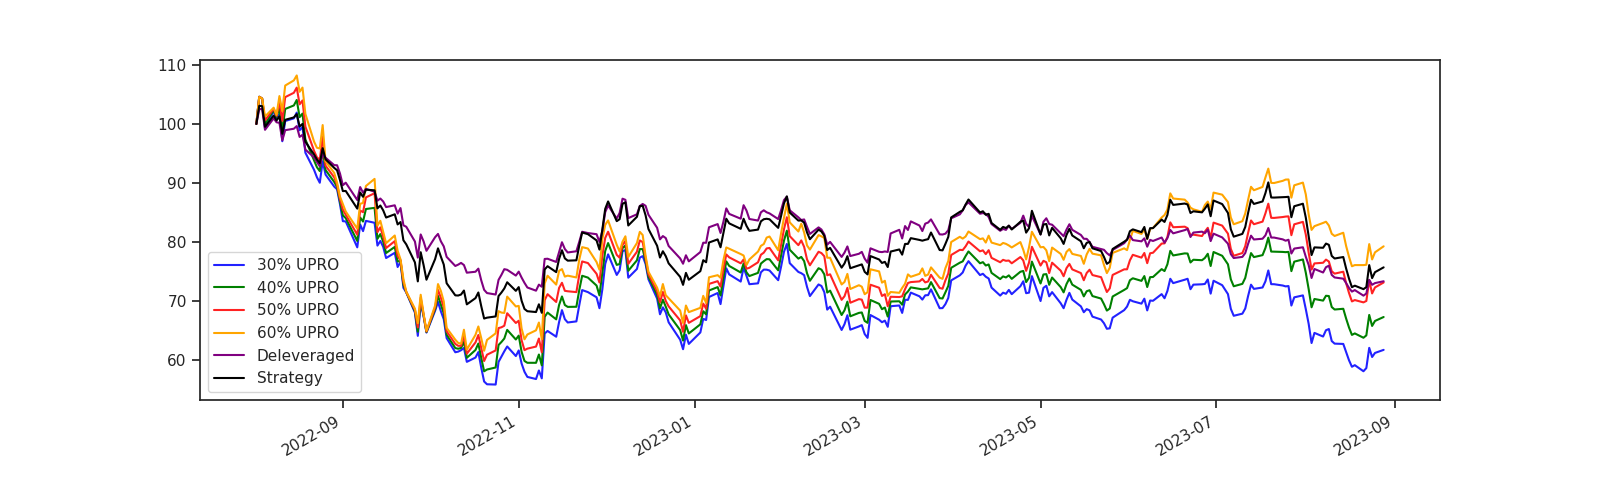 110
100
90
80
70
60
30% UPRO
40% UPRO
50% UPRO
60% UPRO
Deleveraged
Strategy
2022-09
2022-11
2023-01
2023-03
2023-05
2023-07
2023-09